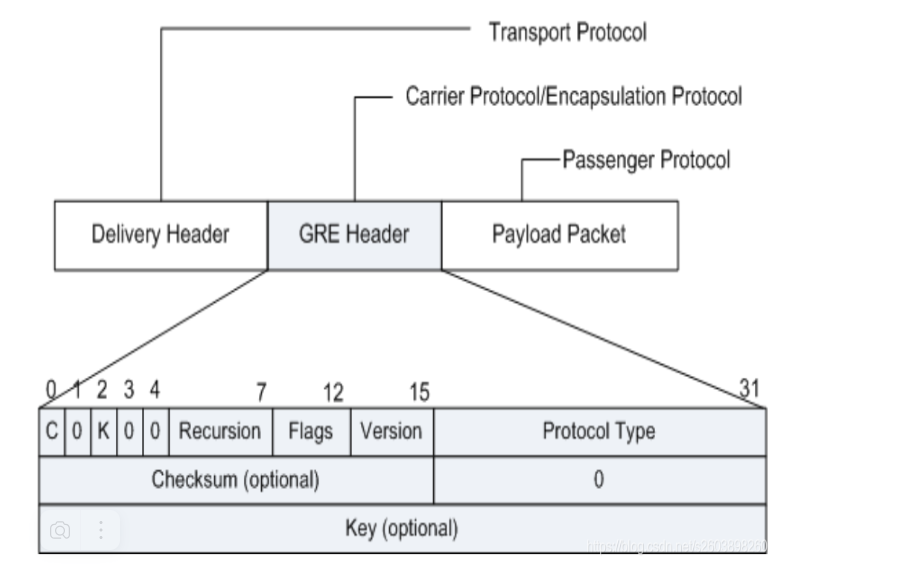 Transport Protocol
Carrier Protocol/Encapsulation Protocol
Passenger Protocol
Delivery Header GRE Header Payload Packet
0 1 2 3 4 7 12 15 31
C 0 K 0 0 Recursion Flags Version Protocol Type
Checksum (optional) 0
Key (optional)